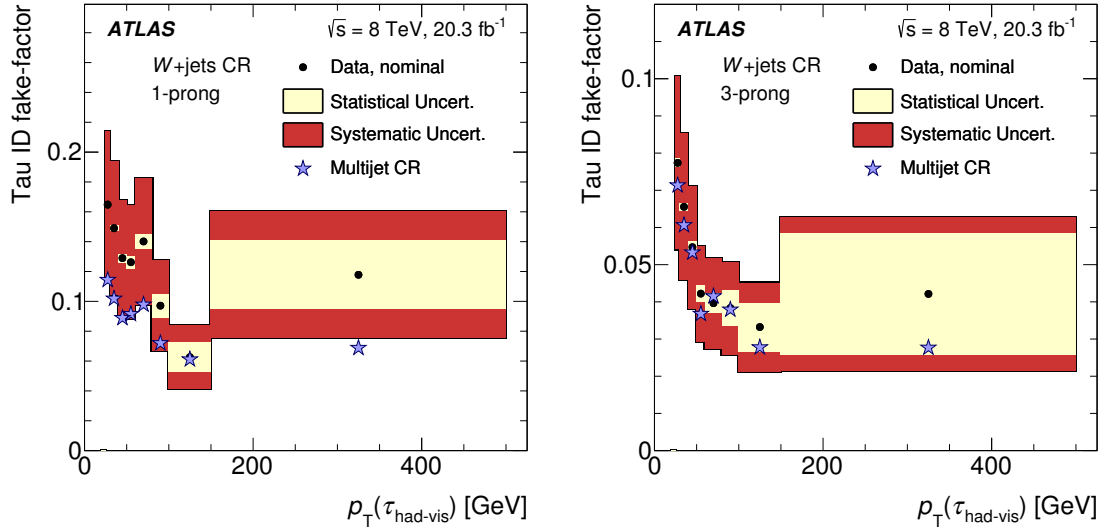 ATLAS
√s = 8 TeV, 20.3 fb⁻¹
W+jets CR
1-prong
Data, nominal
Statistical Uncert.
Systematic Uncert.
Multijet CR
Tau ID fake-factor
0.2
0.1
0
0 200 400
p_T(τ_had-vis) [GeV]
ATLAS
√s = 8 TeV, 20.3 fb⁻¹
W+jets CR
3-prong
Data, nominal
Statistical Uncert.
Systematic Uncert.
Multijet CR
Tau ID fake-factor
0.1
0.05
0
0 200 400
p_T(τ_had-vis) [GeV]